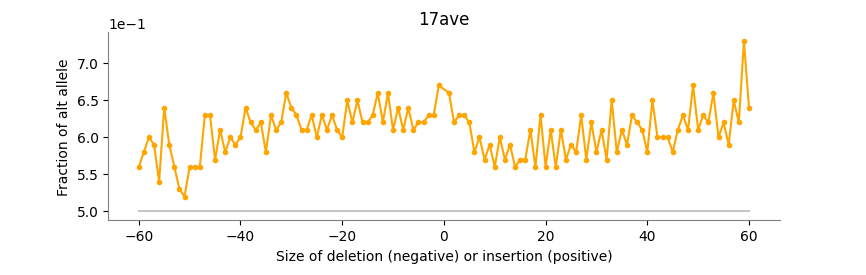 17ave
1e−1
7.0
6.5
6.0
5.5
5.0
Fraction of alt allele
−60 −40 −20 0 20 40 60
Size of deletion (negative) or insertion (positive)